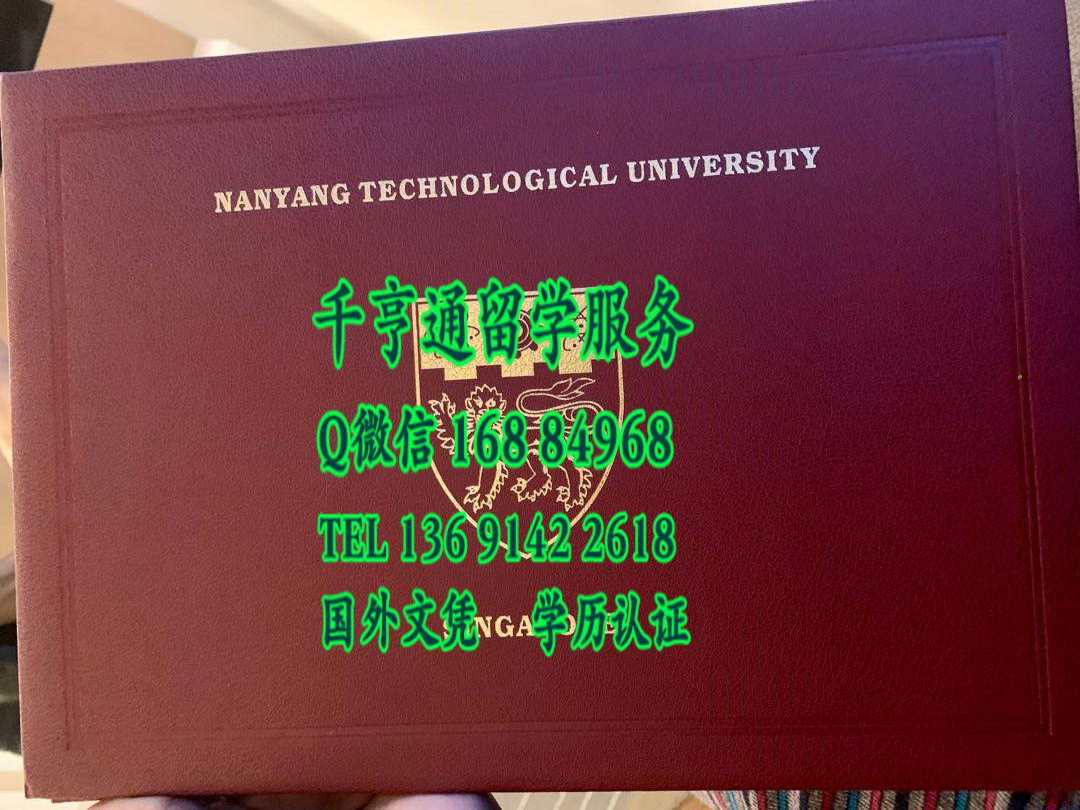 NANYANG TECHNOLOGICAL UNIVERSITY
千亨通留学服务
Q微信 168 84968
TEL 136 9142 2618
国外文凭 学历认证
SINGAPORE